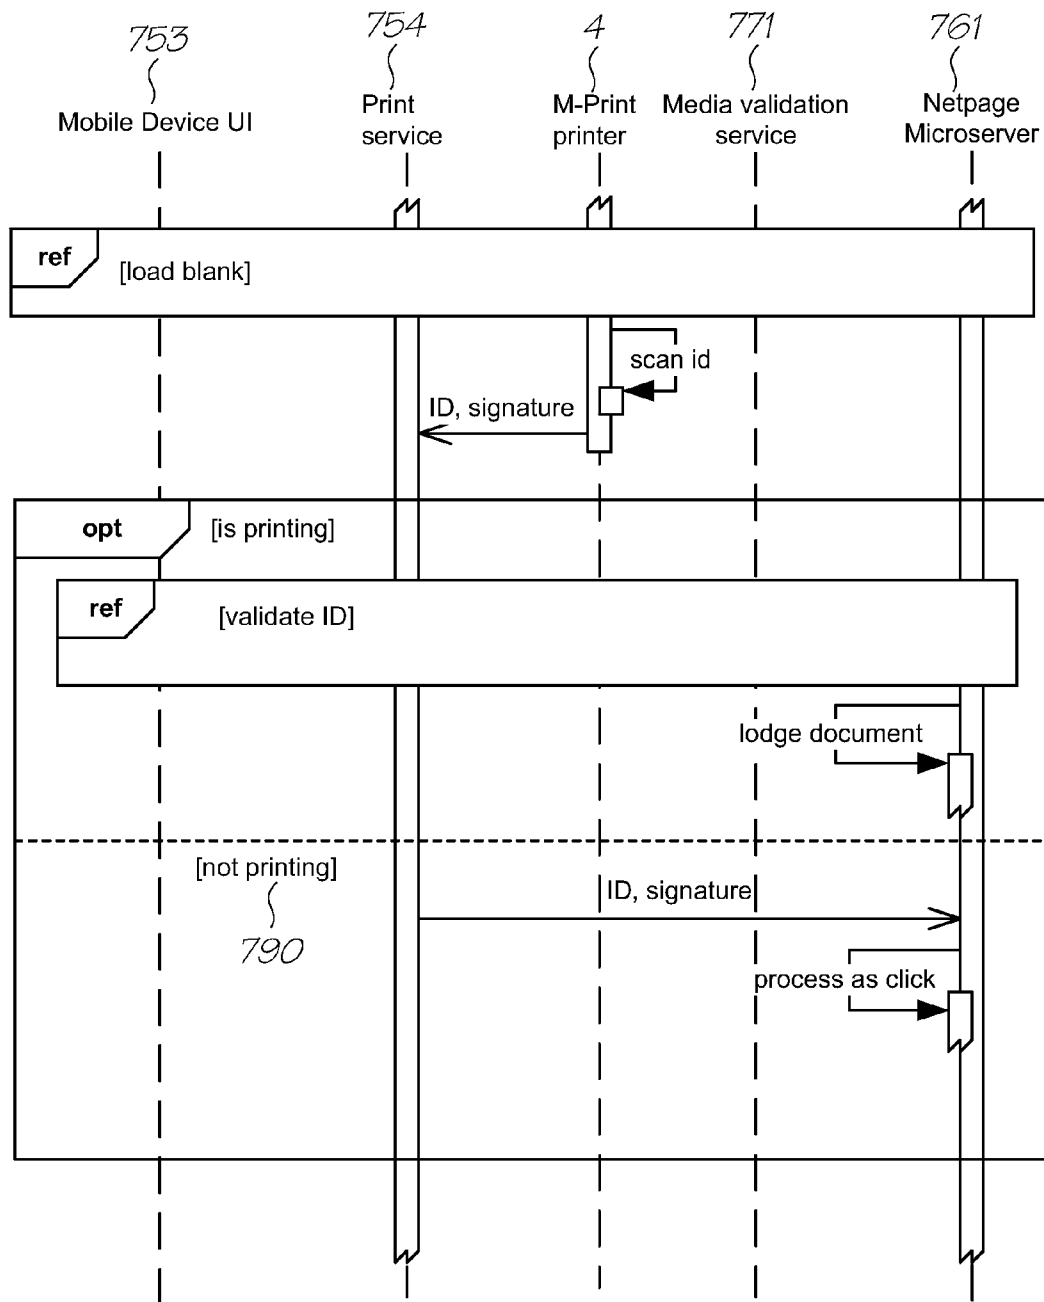 753
754
4
771
761
Mobile Device UI
Print
service
M-Print
printer
Media validation
service
Netpage
Microserver
ref
[load blank]
scan id
ID, signature
opt
[is printing]
ref
[validate ID]
lodge document
[not printing]
790
ID, signature
process as click